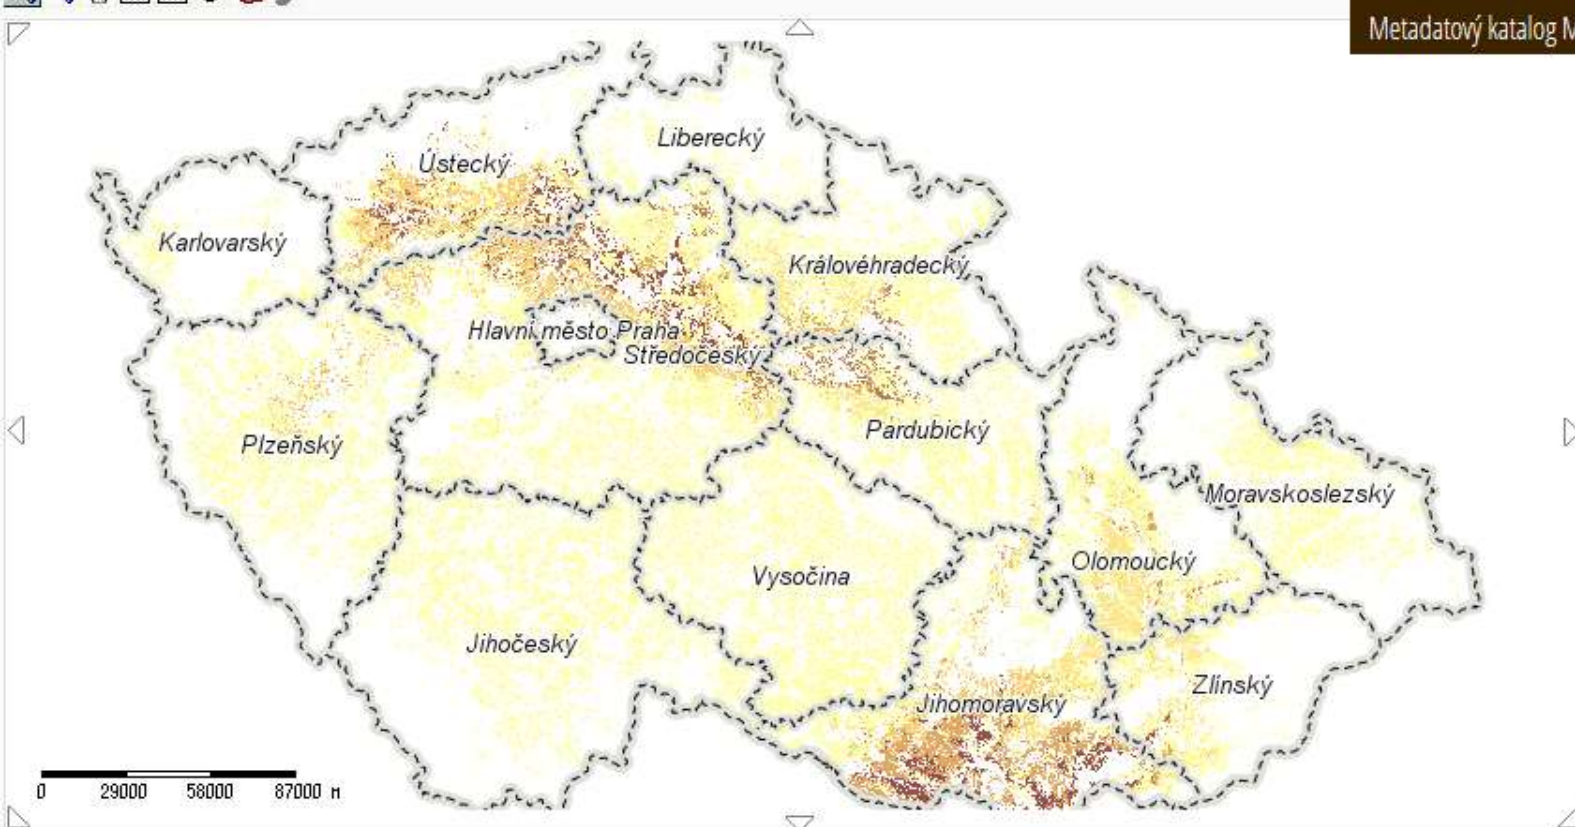 Metadatový katalog M
Liberecký
Ústecký
Karlovarský
Královéhradecký
Hlavní město Praha
Středočeský
Pardubický
Plzeňský
Moravskoslezský
Olomoucký
Vysočina
Jihočeský
Zlínský
Jihomoravský
0 29000 58000 87000 м